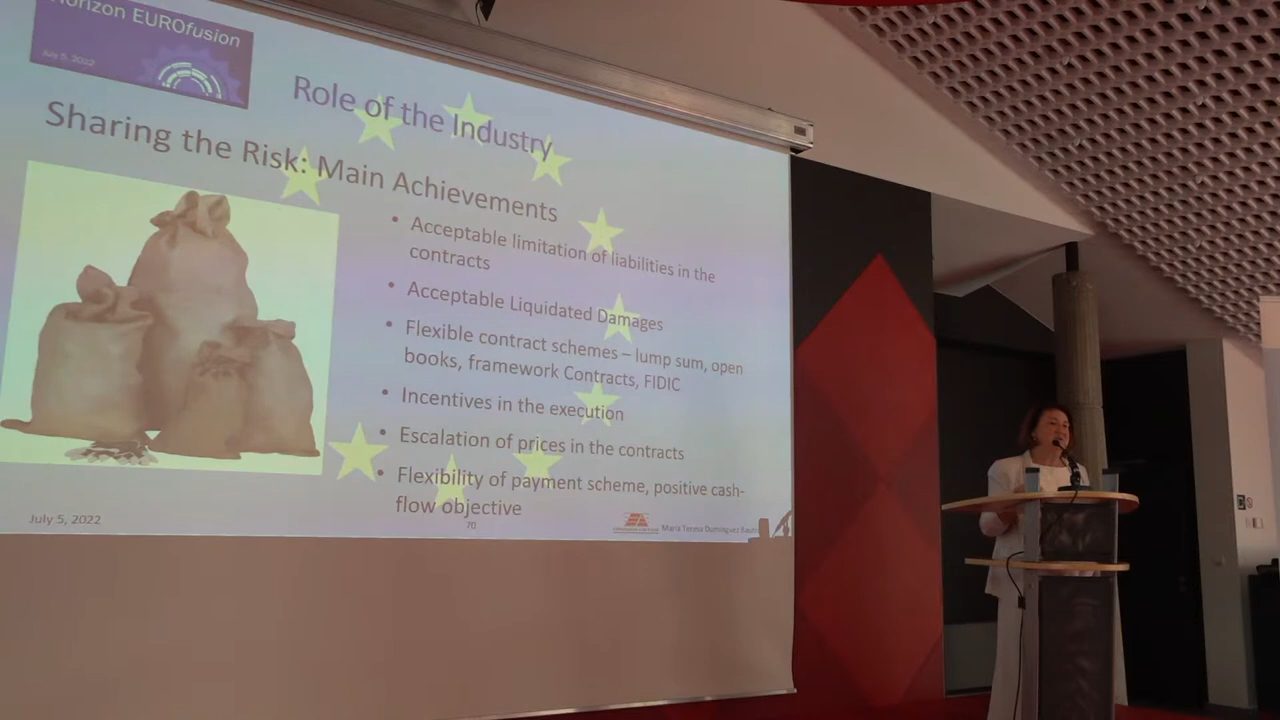 Horizon EUROfusion
July 5, 2022
Role of the Industry
Sharing the Risk: Main Achievements
• Acceptable limitation of liabilities in the
contracts
• Acceptable Liquidated Damages
• Flexible contract schemes – lump sum, open
books, framework Contracts, FIDIC
• Incentives in the execution
• Escalation of prices in the contracts
• Flexibility of payment scheme, positive cash-
flow objective
July 5, 2022
70
María Teresa Domínguez